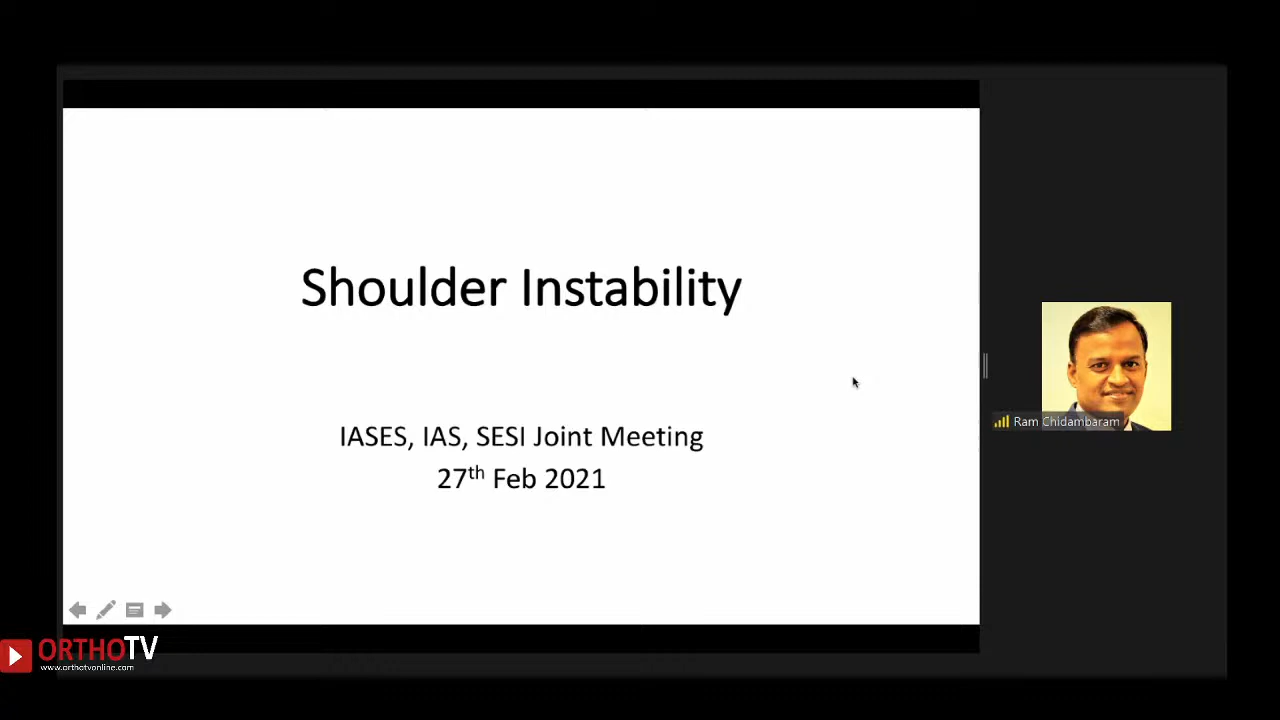 Shoulder Instability
IASES, IAS, SESI Joint Meeting
27th Feb 2021
Ram Chidambaram
ORTHOTV
www.orthotvonline.com